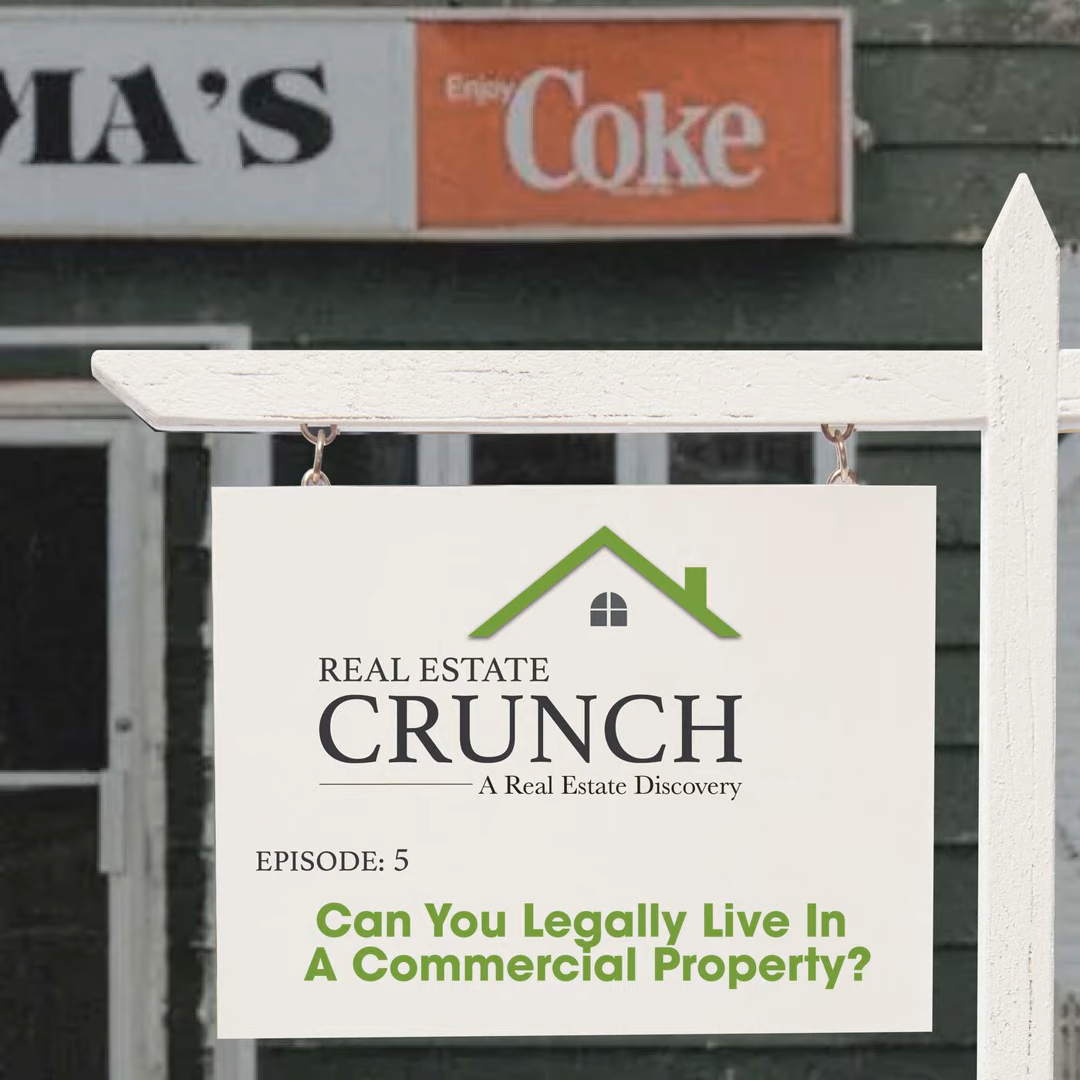 MA'S
Enjoy
Coke
REAL ESTATE
CRUNCH
A Real Estate Discovery
EPISODE: 5
Can You Legally Live In
A Commercial Property?